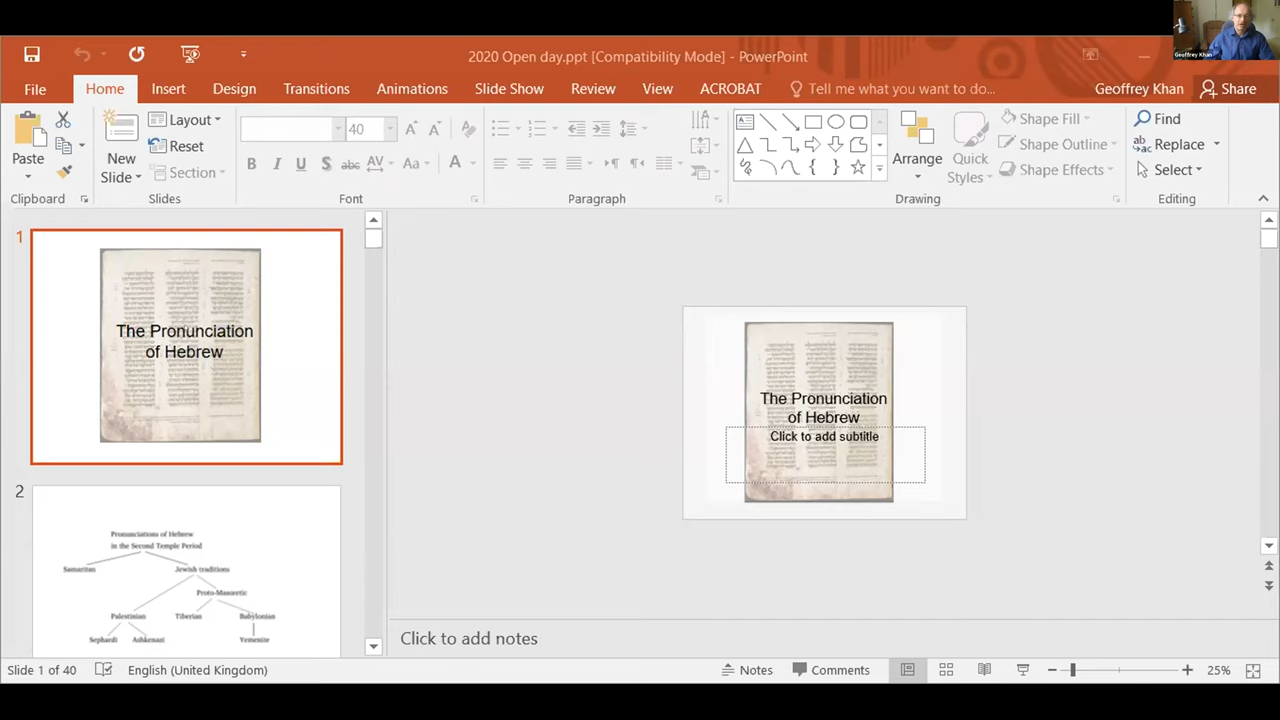 Geoffrey Khan
2020 Open day.ppt [Compatibility Mode] - PowerPoint
File
Home
Insert
Design
Transitions
Animations
Slide Show
Review
View
ACROBAT
Tell me what you want to do...
Geoffrey Khan
Share
Paste
New
Slide
Layout
Reset
Section
40
B I U S abc AV Aa A
Find
Replace
Select
Arrange
Quick
Styles
Shape Fill
Shape Outline
Shape Effects
Clipboard
Slides
Font
Paragraph
Drawing
Editing
1
The Pronunciation
of Hebrew
2
Pronunciations of Hebrew
in the Second Temple Period
Samaritan
Jewish traditions
Proto-Masoretic
Palestinian
Tiberian
Babylonian
Sephardi
Ashkenazi
Yemenite
The Pronunciation
of Hebrew
Click to add subtitle
Click to add notes
Slide 1 of 40
English (United Kingdom)
Notes
Comments
25%